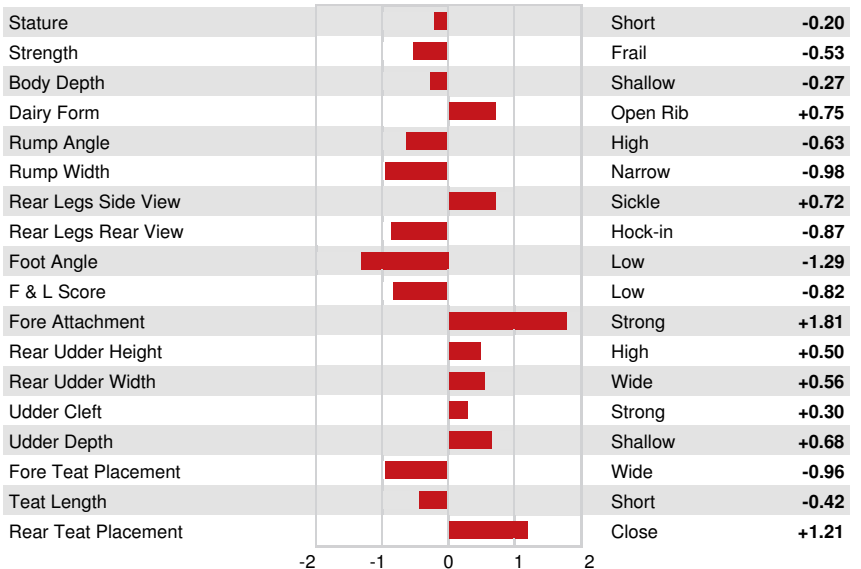 Stature Short -0.20
Strength Frail -0.53
Body Depth Shallow -0.27
Dairy Form Open Rib +0.75
Rump Angle High -0.63
Rump Width Narrow -0.98
Rear Legs Side View Sickle +0.72
Rear Legs Rear View Hock-in -0.87
Foot Angle Low -1.29
F & L Score Low -0.82
Fore Attachment Strong +1.81
Rear Udder Height High +0.50
Rear Udder Width Wide +0.56
Udder Cleft Strong +0.30
Udder Depth Shallow +0.68
Fore Teat Placement Wide -0.96
Teat Length Short -0.42
Rear Teat Placement Close +1.21
-2 -1 0 1 2